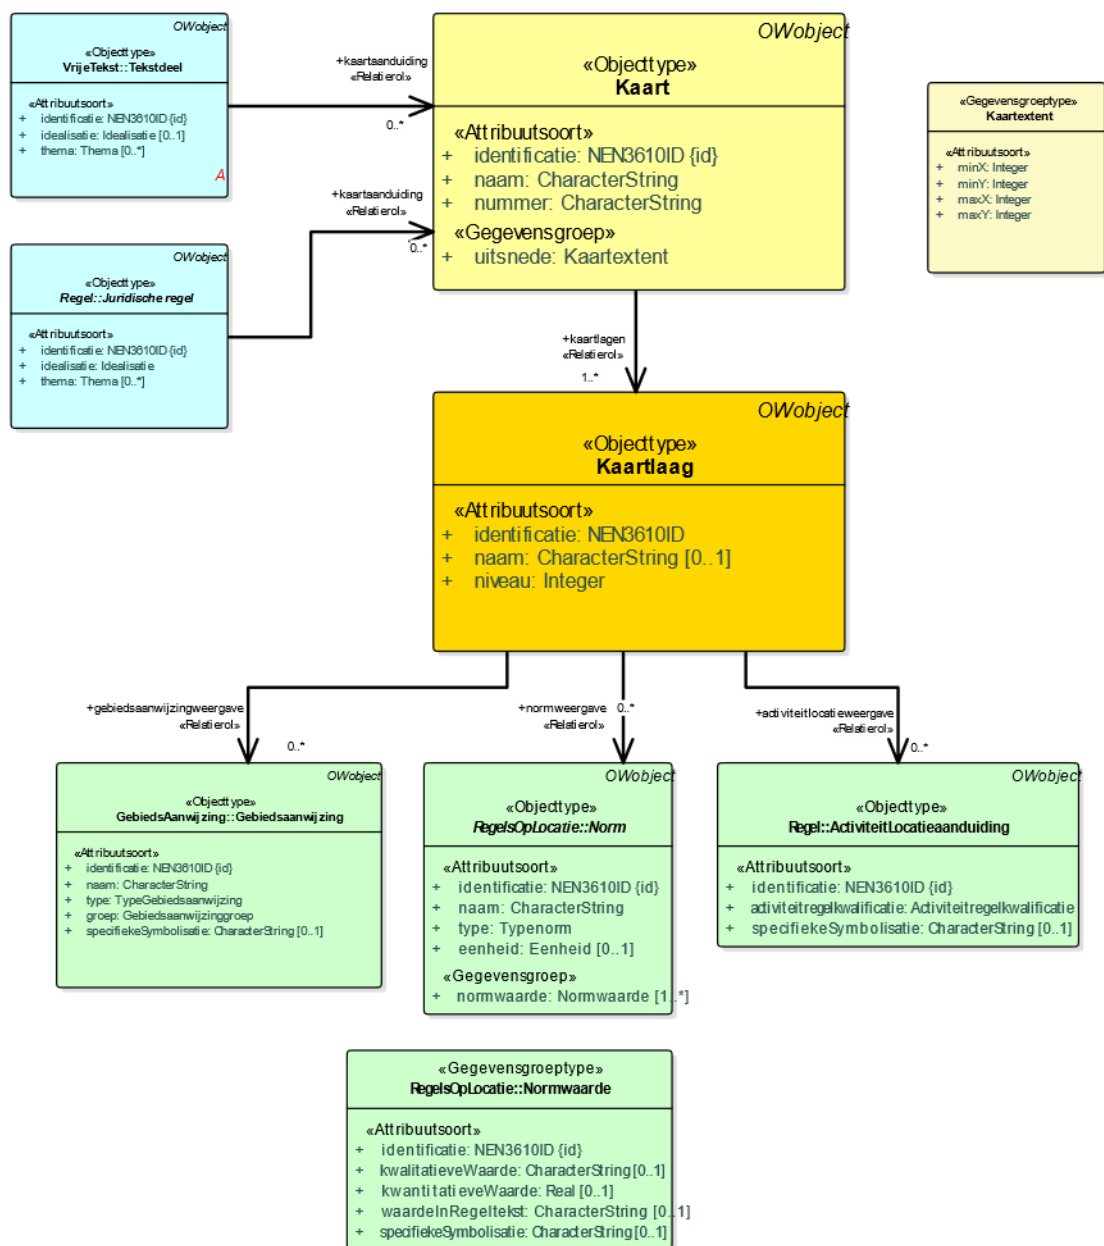 OWobject
«Objecttype»
VrijeTekst::Tekstdeel
«Attribuutsoort»
+ identificatie: NEN3610ID {id}
+ idealisatie: Idealisatie [0..1]
+ thema: Thema [0..*]
A
+kaartaanduiding
«Relatierol»
0..*
OWobject
«Objecttype»
Kaart
«Attribuutsoort»
+ identificatie: NEN3610ID {id}
+ naam: CharacterString
+ nummer: CharacterString
«Gegevensgroep»
+ uitsnede: Kaartextent
«Gegevensgroeptype»
Kaartextent
«Attribuutsoort»
+ minX: Integer
+ minY: Integer
+ maxX: Integer
+ maxY: Integer
+kaartaanduiding
«Relatierol»
0..*
OWobject
«Objecttype»
Regel::Juridische regel
«Attribuutsoort»
+ identificatie: NEN3610ID {id}
+ idealisatie: Idealisatie
+ thema: Thema [0..*]
+kaartlagen
«Relatierol»
1..*
OWobject
«Objecttype»
Kaartlaag
«Attribuutsoort»
+ identificatie: NEN3610ID
+ naam: CharacterString [0..1]
+ niveau: Integer
+gebiedsaanwijzingweergave
«Relatierol»
0..*
+normweergave 0..*
«Relatierol»
+activiteitlocatieweergave
«Relatierol»
0..*
OWobject
«Objecttype»
GebiedsAanwijzing::Gebiedsaanwijzing
«Attribuutsoort»
+ identificatie: NEN3610ID {id}
+ naam: CharacterString
+ type: TypeGebiedsaanwijzing
+ groep: Gebiedsaanwijzinggroep
+ specifiekeSymbolisatie: CharacterString [0..1]
OWobject
«Objecttype»
RegelsOpLocatie::Norm
«Attribuutsoort»
+ identificatie: NEN3610ID {id}
+ naam: CharacterString
+ type: Typenorm
+ eenheid: Eenheid [0..1]
«Gegevensgroep»
+ normwaarde: Normwaarde [1..*]
OWobject
«Objecttype»
Regel::ActiviteitLocatieaanduiding
«Attribuutsoort»
+ identificatie: NEN3610ID {id}
+ activiteitregelkwalificatie: Activiteitregelkwalificatie
+ specifiekeSymbolisatie: CharacterString [0..1]
«Gegevensgroeptype»
RegelsOpLocatie::Normwaarde
«Attribuutsoort»
+ identificatie: NEN3610ID {id}
+ kwalitatieveWaarde: CharacterString [0..1]
+ kwantitatieveWaarde: Real [0..1]
+ waardeInRegeltekst: CharacterString [0..1]
+ specifiekeSymbolisatie: CharacterString [0..1]